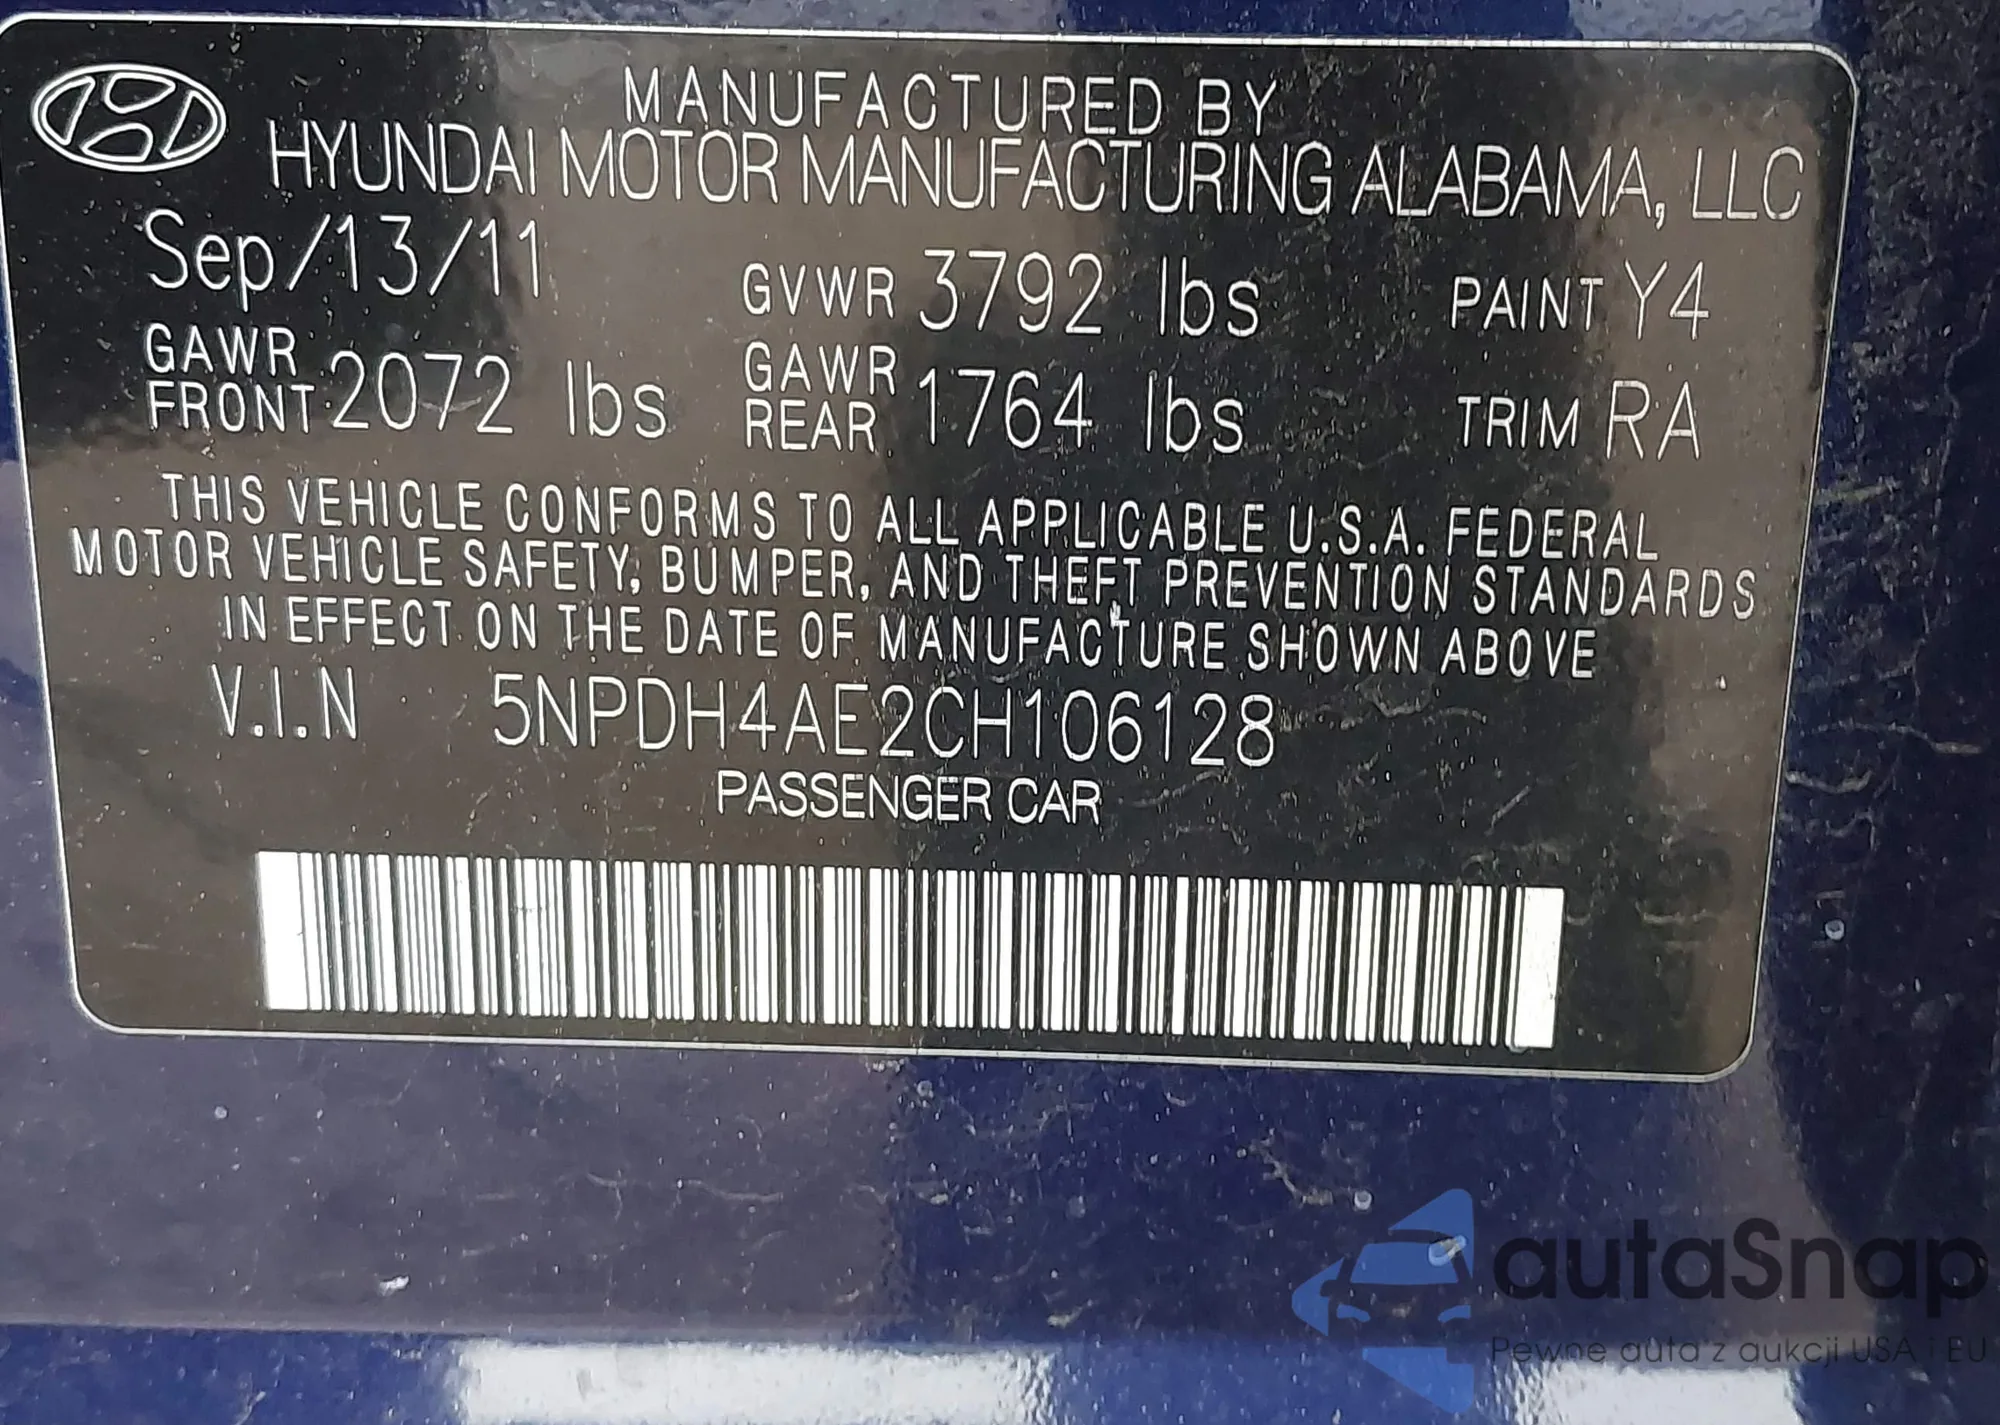 MANUFACTURED BY
HYUNDAI MOTOR MANUFACTURING ALABAMA, LLC
Sep/13/11 GVWR 3792 lbs PAINT Y4
GAWR FRONT 2072 lbs GAWR REAR 1764 lbs TRIM RA
THIS VEHICLE CONFORMS TO ALL APPLICABLE U.S.A. FEDERAL
MOTOR VEHICLE SAFETY, BUMPER, AND THEFT PREVENTION STANDARDS
IN EFFECT ON THE DATE OF MANUFACTURE SHOWN ABOVE
V.I.N 5NPDH4AE2CH106128
PASSENGER CAR
autaSnap
Pewne auta z aukcji USA i EU